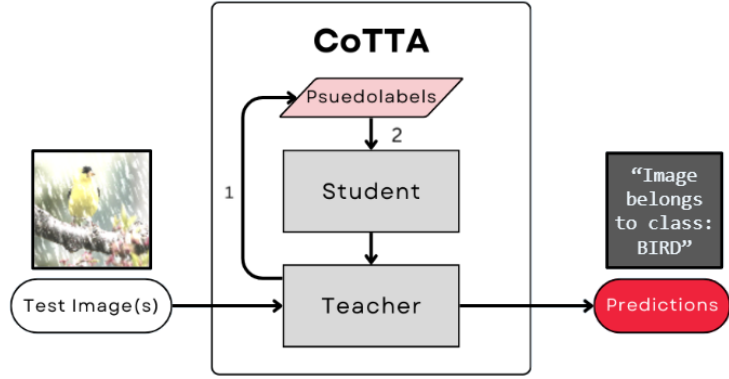 CoTTA
Psuedolabels
2
1
Student
Teacher
Test Image(s)
“Image
belongs
to class:
BIRD”
Predictions